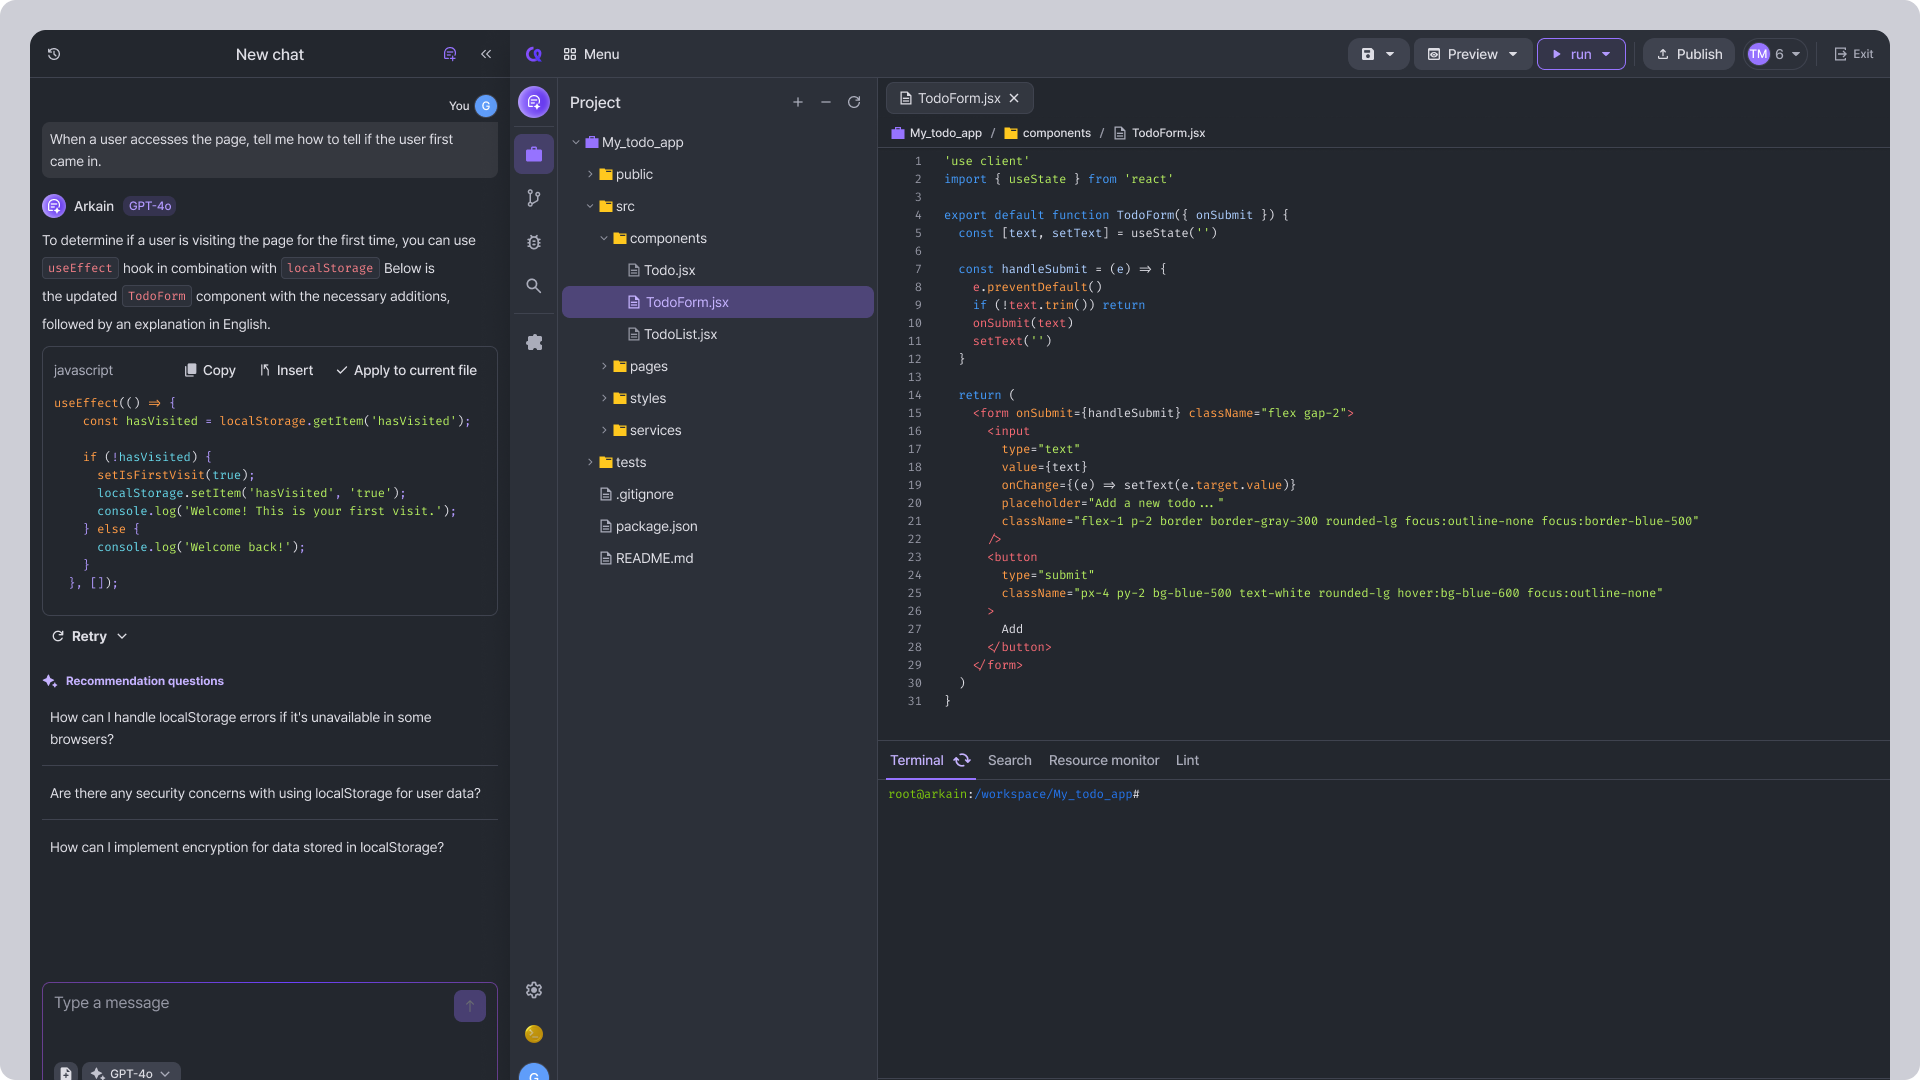 New chat
You G
When a user accesses the page, tell me how to tell if the user first
came in.
Arkain GPT-4o
To determine if a user is visiting the page for the first time, you can use
useEffect hook in combination with localStorage Below is
the updated TodoForm component with the necessary additions,
followed by an explanation in English.
javascript Copy Insert Apply to current file
useEffect(() => {
const hasVisited = localStorage.getItem('hasVisited');
if (!hasVisited) {
setIsFirstVisit(true);
localStorage.setItem('hasVisited', 'true');
console.log('Welcome! This is your first visit.');
} else {
console.log('Welcome back!');
}
}, []);
Retry
Recommendation questions
How can I handle localStorage errors if it's unavailable in some
browsers?
Are there any security concerns with using localStorage for user data?
How can I implement encryption for data stored in localStorage?
Type a message
GPT-4o
Menu
Preview
run
Publish
TM 6
Exit
G
Project
My_todo_app
public
src
components
Todo.jsx
TodoForm.jsx
TodoList.jsx
pages
styles
services
tests
.gitignore
package.json
README.md
TodoForm.jsx
My_todo_app / components / TodoForm.jsx
1 'use client'
2 import { useState } from 'react'
3
4 export default function TodoForm({ onSubmit }) {
5 const [text, setText] = useState('')
6
7 const handleSubmit = (e) => {
8 e.preventDefault()
9 if (!text.trim()) return
10 onSubmit(text)
11 setText('')
12 }
13
14 return (
15 <form onSubmit={handleSubmit} className="flex gap-2">
16 <input
17 type="text"
18 value={text}
19 onChange={(e) => setText(e.target.value)}
20 placeholder="Add a new todo..."
21 className="flex-1 p-2 border border-gray-300 rounded-lg focus:outline-none focus:border-blue-500"
22 />
23 <button
24 type="submit"
25 className="px-4 py-2 bg-blue-500 text-white rounded-lg hover:bg-blue-600 focus:outline-none"
26 >
27 Add
28 </button>
29 </form>
30 )
31 }
Terminal Search Resource monitor Lint
root@arkain:/workspace/My_todo_app#